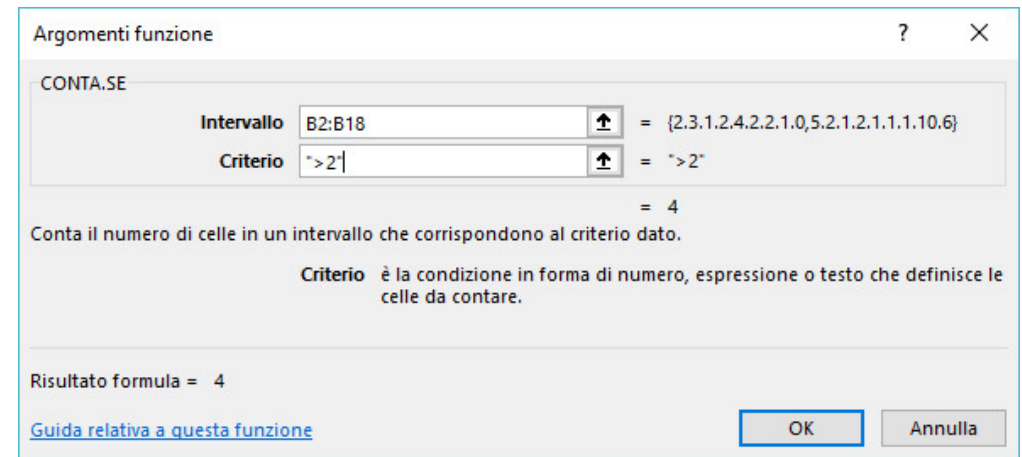 Argomenti funzione ? ×
CONTA.SE
Intervallo B2:B18 = {2.3.1.2.4.2.2.1.0,5.2.1.2.1.1.1.10.6}
Criterio ">2" = ">2"
= 4
Conta il numero di celle in un intervallo che corrispondono al criterio dato.
Criterio è la condizione in forma di numero, espressione o testo che definisce le
celle da contare.
Risultato formula = 4
Guida relativa a questa funzione OK Annulla